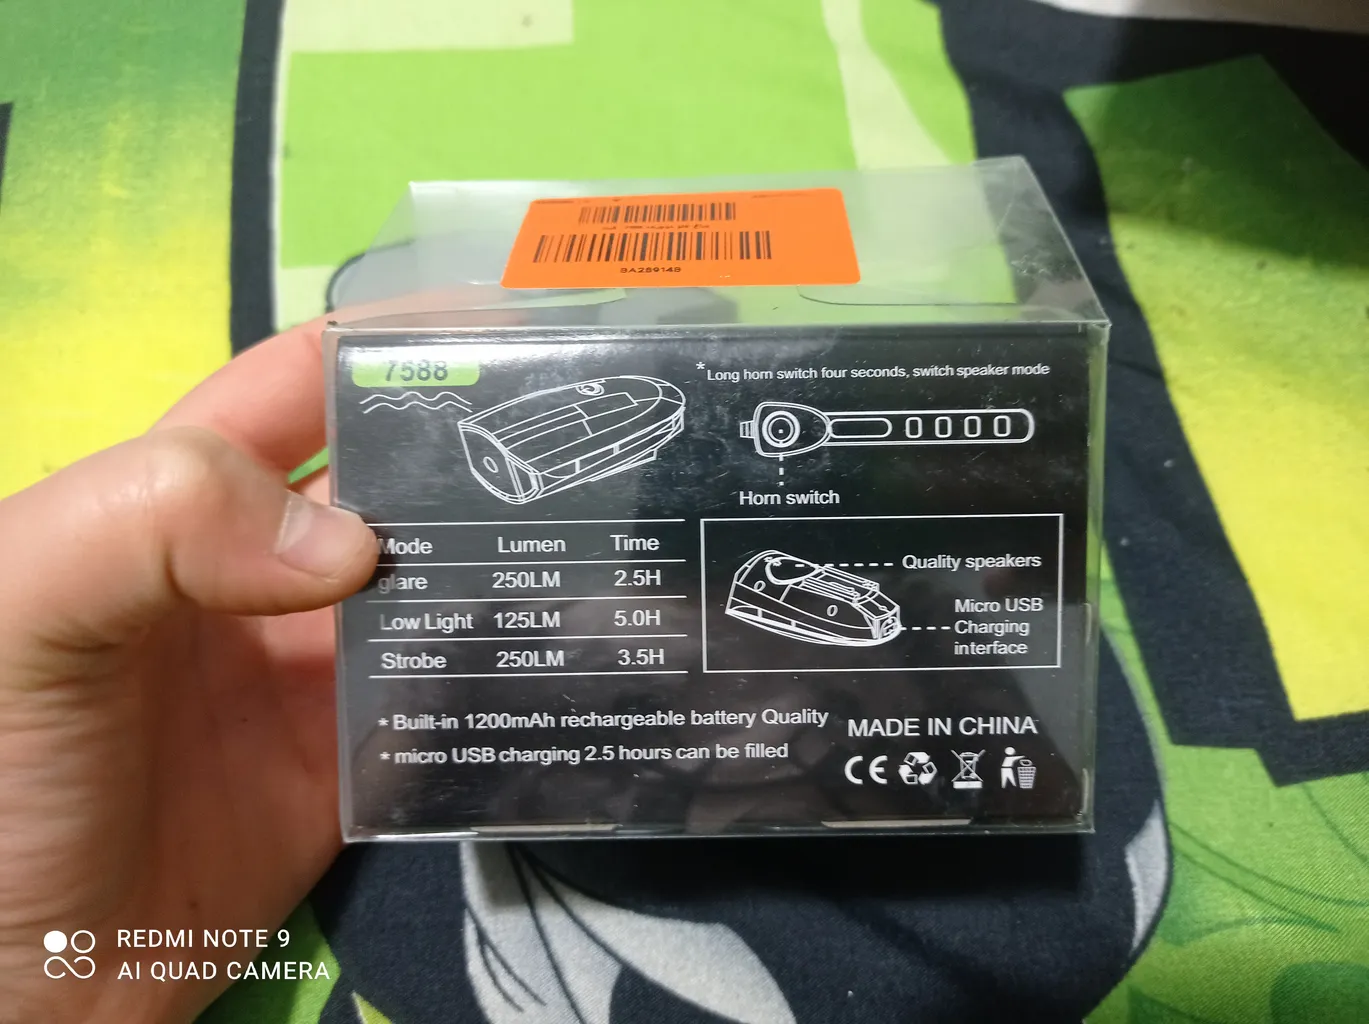 BA289148
7588
* Long horn switch four seconds, switch speaker mode
Horn switch
Mode Lumen Time
glare 250LM 2.5H
Low Light 125LM 5.0H
Strobe 250LM 3.5H
Quality speakers
Micro USB
Charging
interface
* Built-in 1200mAh rechargeable battery Quality
* micro USB charging 2.5 hours can be filled
MADE IN CHINA
CE
REDMI NOTE 9
AI QUAD CAMERA